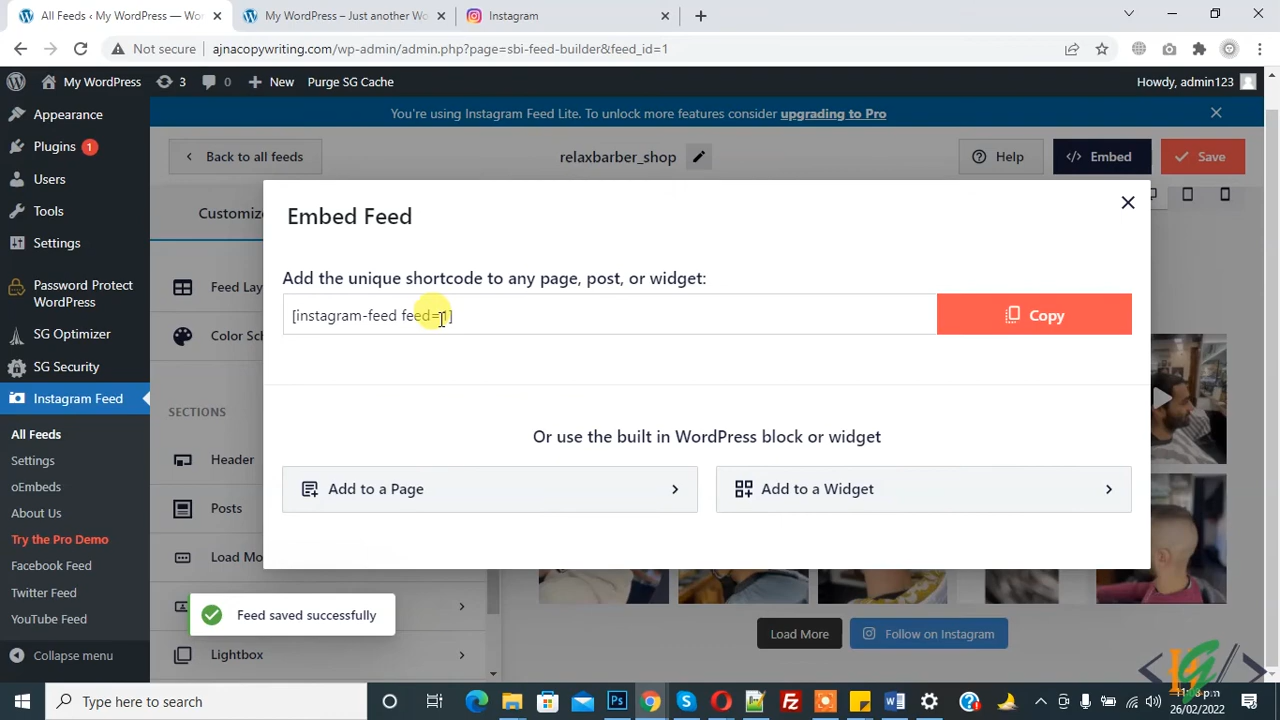 All Feeds ‹ My WordPress — Wor
My WordPress – Just another Wo
Instagram
Not secure
ajnacopywriting.com/wp-admin/admin.php?page=sbi-feed-builder&feed_id=1
My WordPress
3
0
New
Purge SG Cache
Howdy, admin123
Appearance
Plugins 1
Users
Tools
Settings
Password Protect WordPress
SG Optimizer
SG Security
Instagram Feed
All Feeds
Settings
oEmbeds
About Us
Try the Pro Demo
Facebook Feed
Twitter Feed
YouTube Feed
Collapse menu
You're using Instagram Feed Lite. To unlock more features consider upgrading to Pro
Back to all feeds
relaxbarber_shop
Help
Embed
Save
Customize
Feed Lay
Color Sch
SECTIONS
Header
Posts
Load Mo
Lightbox
Embed Feed
Add the unique shortcode to any page, post, or widget:
[instagram-feed feed=1]
Copy
Or use the built in WordPress block or widget
Add to a Page
Add to a Widget
Feed saved successfully
Load More
Follow on Instagram
Type here to search
26/02/2022